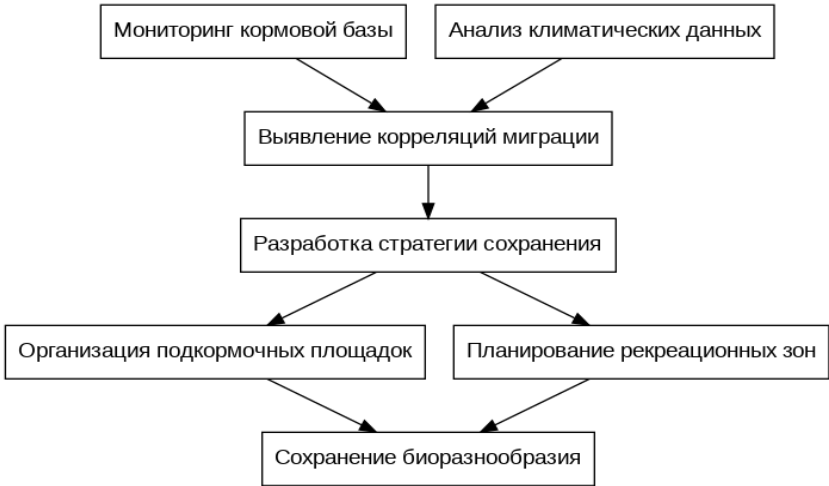 Мониторинг кормовой базы
Анализ климатических данных
Выявление корреляций миграции
Разработка стратегии сохранения
Организация подкормочных площадок
Планирование рекреационных зон
Сохранение биоразнообразия